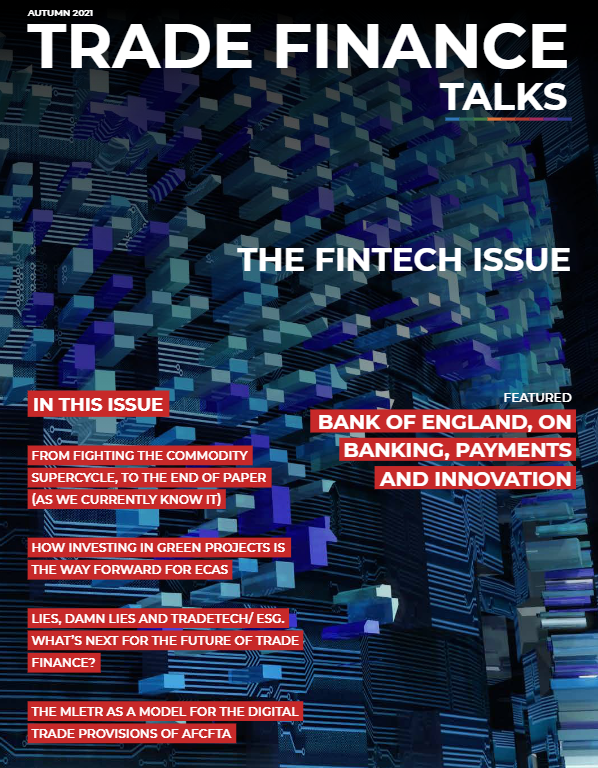 AUTUMN 2021
TRADE FINANCE
TALKS
THE FINTECH ISSUE
IN THIS ISSUE
FROM FIGHTING THE COMMODITY
SUPERCYCLE, TO THE END OF PAPER
(AS WE CURRENTLY KNOW IT)
HOW INVESTING IN GREEN PROJECTS IS
THE WAY FORWARD FOR ECAS
LIES, DAMN LIES AND TRADETECH/ ESG.
WHAT'S NEXT FOR THE FUTURE OF TRADE
FINANCE?
THE MLETR AS A MODEL FOR THE DIGITAL
TRADE PROVISIONS OF AFCFTA
FEATURED
BANK OF ENGLAND, ON
BANKING, PAYMENTS
AND INNOVATION